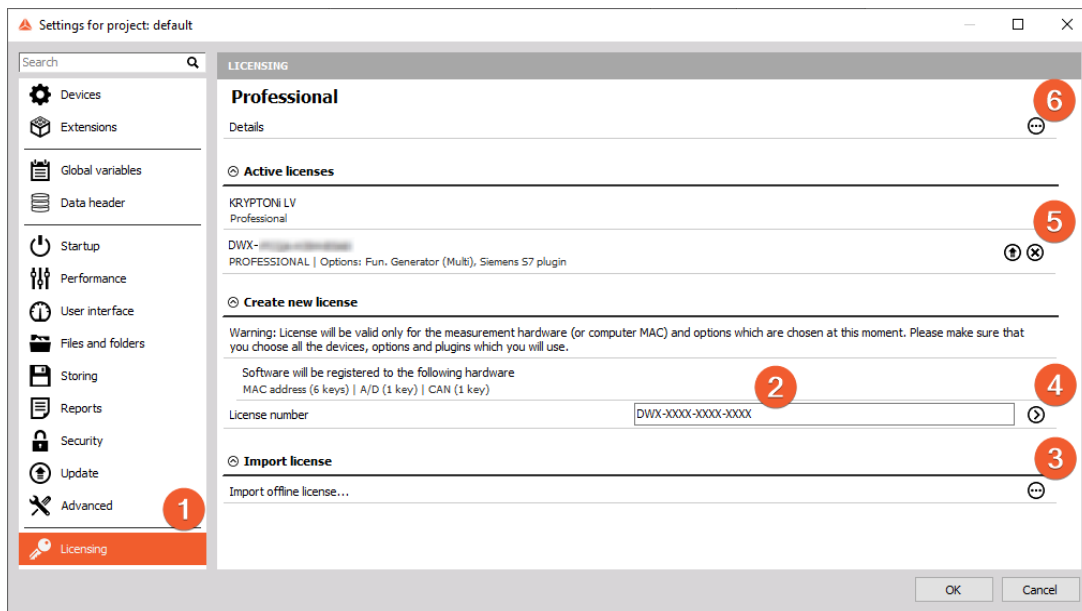 Settings for project: default
Search
Devices
Extensions
Global variables
Data header
Startup
Performance
User interface
Files and folders
Storing
Reports
Security
Update
Advanced
1
Licensing
LICENSING
Professional
6
Details
Active licenses
KRYPTONi LV
Professional
5
DWX-
PROFESSIONAL | Options: Fun. Generator (Multi), Siemens S7 plugin
Create new license
Warning: License will be valid only for the measurement hardware (or computer MAC) and options which are chosen at this moment. Please make sure that
you choose all the devices, options and plugins which you will use.
Software will be registered to the following hardware
MAC address (6 keys) | A/D (1 key) | CAN (1 key)
2
4
License number
DWX-XXXX-XXXX-XXXX
Import license
3
Import offline license...
OK
Cancel